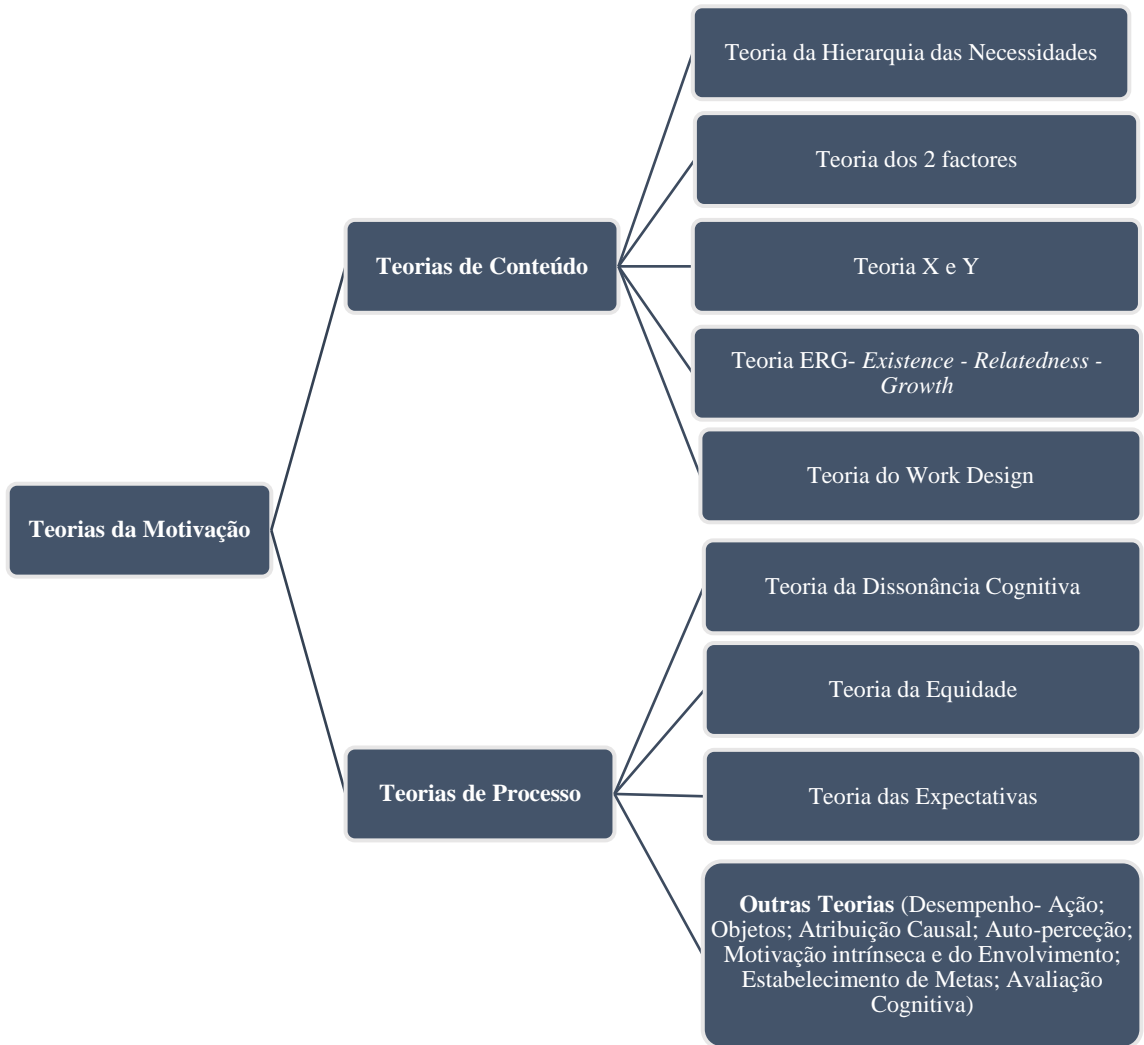 Teorias da Motivação
Teorias de Conteúdo
Teoria da Hierarquia das Necessidades
Teoria dos 2 factores
Teoria X e Y
Teoria ERG- Existence - Relatedness -
Growth
Teoria do Work Design
Teorias de Processo
Teoria da Dissonância Cognitiva
Teoria da Equidade
Teoria das Expectativas
Outras Teorias (Desempenho- Ação;
Objetos; Atribuição Causal; Auto-perceção;
Motivação intrínseca e do Envolvimento;
Estabelecimento de Metas; Avaliação
Cognitiva)